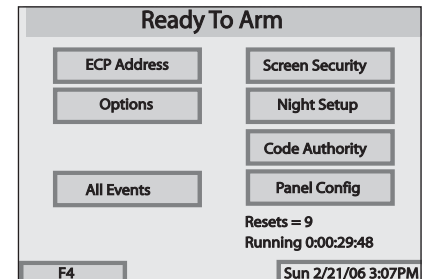 Ready To Arm
ECP Address
Screen Security
Options
Night Setup
Code Authority
All Events
Panel Config
Resets = 9
Running 0:00:29:48
F4
Sun 2/21/06 3:07PM